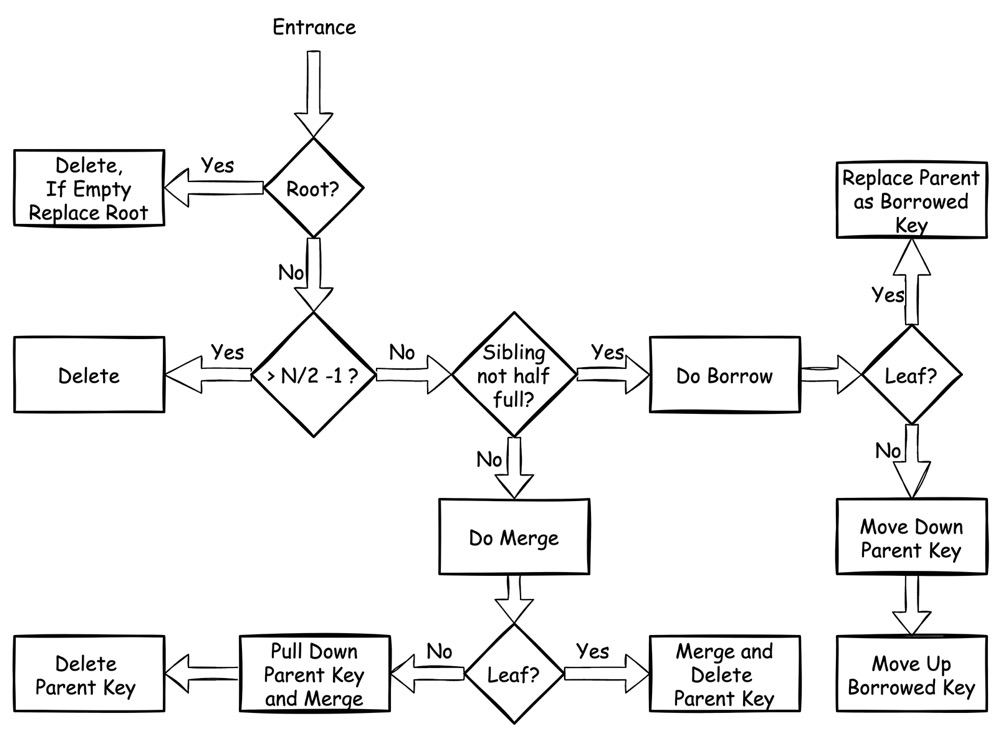 Entrance
Yes
Delete,
If Empty
Replace Root
Root?
Replace Parent
as Borrowed
Key
No
Yes
Delete
Yes
> N/2 -1 ?
No
Sibling
not half
full?
Yes
Do Borrow
Leaf?
No
No
Do Merge
Move Down
Parent Key
Delete
Parent Key
Pull Down
Parent Key
and Merge
No
Leaf?
Yes
Merge and
Delete
Parent Key
Move Up
Borrowed Key